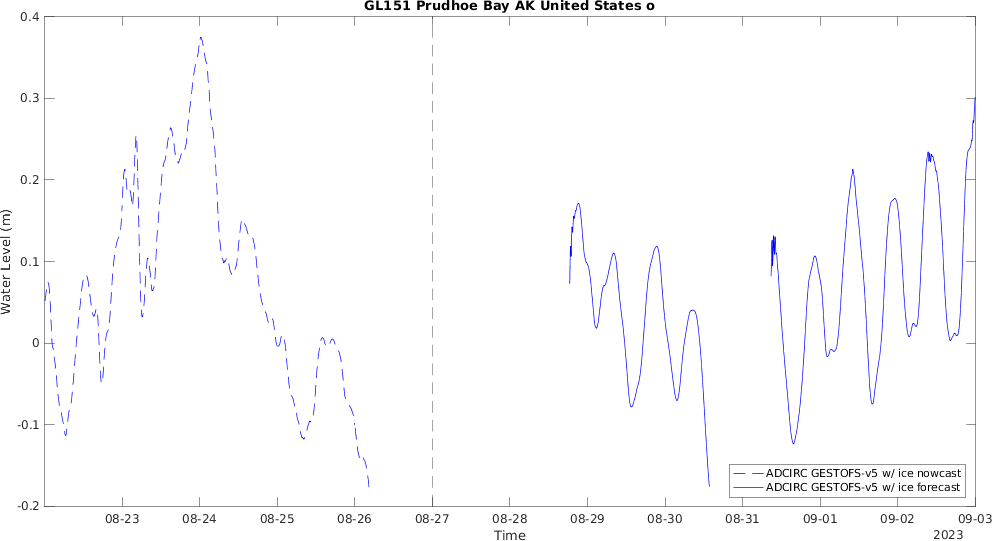 GL151 Prudhoe Bay AK United States o
0.4
0.3
0.2
0.1
0
-0.1
-0.2
Water Level (m)
ADCIRC GESTOFS-v5 w/ ice nowcast
ADCIRC GESTOFS-v5 w/ ice forecast
08-23 08-24 08-25 08-26 08-27 08-28 08-29 08-30 08-31 09-01 09-02 09-03
Time
2023